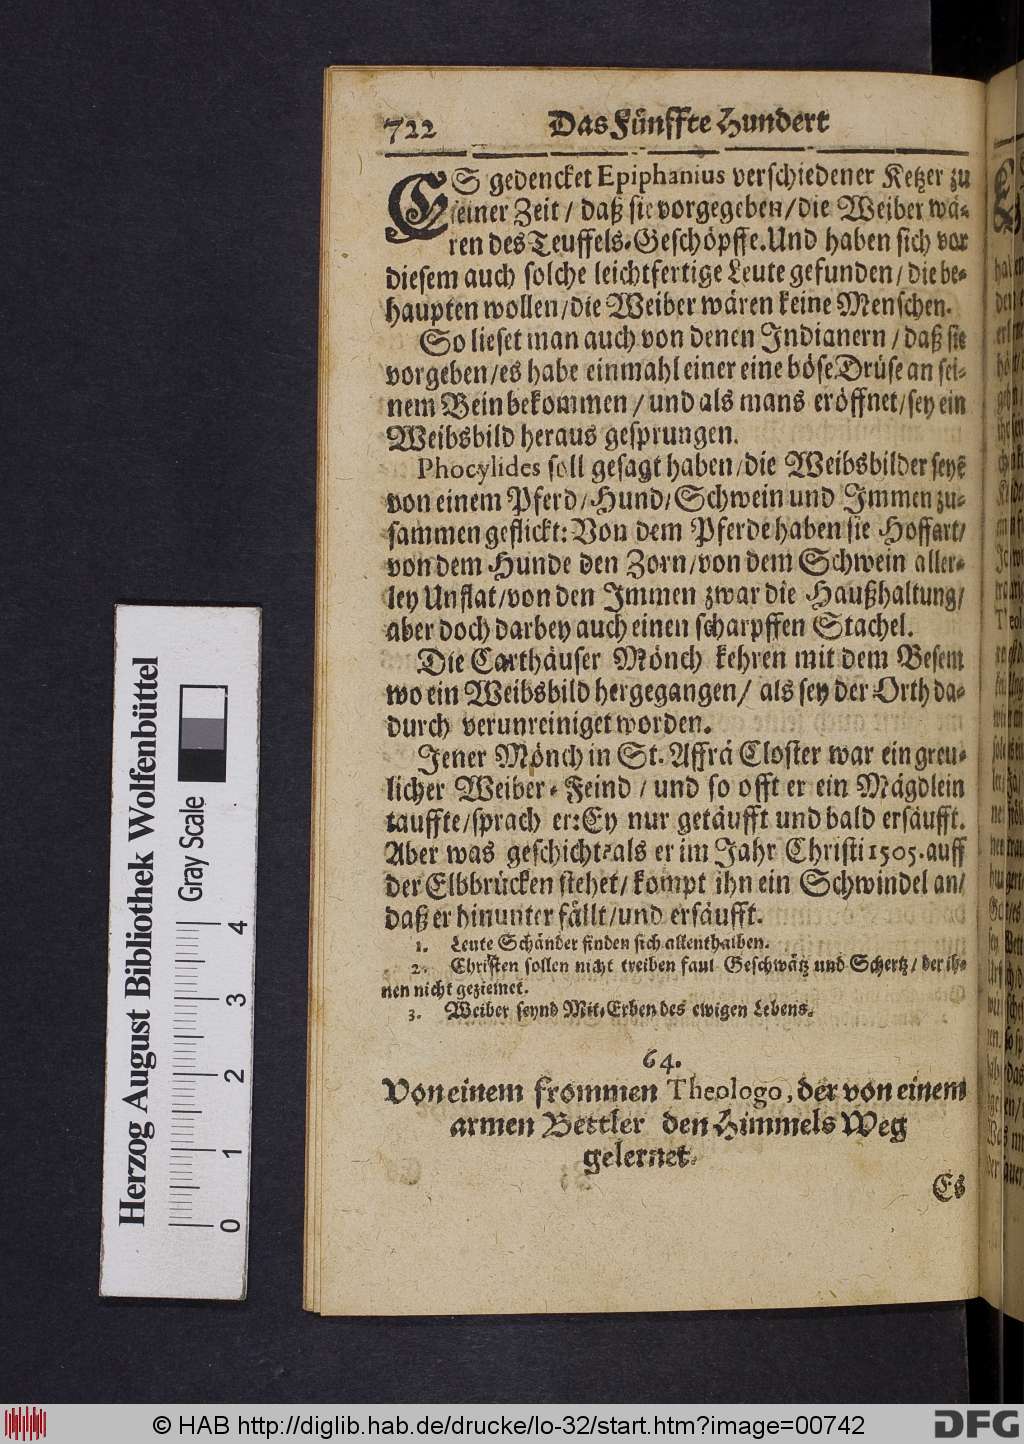 722 Das Fünffte Hundert
ES gedencket Epiphanius verschiedener Ketzer zu
seiner Zeit / daß sie vorgegeben / die Weiber wä-
ren des Teuffels-Geschöpffe. Und haben sich vor
diesem auch solche leichtfertige Leute gefunden / die be-
haupten wollen / die Weiber wären keine Menschen.
So lieset man auch von denen Indianern / daß sie
vorgeben / es habe einmahl einer eine böse Drüse an sei-
nem Bein bekommen / und als mans eröffnet / sey ein
Weibsbild heraus gesprungen.
Phocylides soll gesagt haben / die Weibsbilder seyē
von einem Pferd / Hund / Schwein und Immen zu-
sammen geflickt: Von dem Pferde haben sie Hoffart /
von dem Hunde den Zorn / von dem Schwein aller-
ley Unflat / von den Immen zwar die Haußhaltung /
aber doch darbey auch einen scharpffen Stachel.
Die Carthäuser Mönch kehren mit dem Besem
wo ein Weibsbild hergegangen / als sey der Orth da-
durch verunreiniget worden.
Jener Mönch in St. Affrä Closter war ein greu-
licher Weiber-Feind / und so offt er ein Mägdlein
tauffte / sprach er: Ey nur getäufft und bald ersäufft.
Aber was geschicht? als er im Jahr Christi 1505. auff
der Elbbrücken stehet / kompt ihn ein Schwindel an /
daß er hinunter fällt / und ersäufft.
1. Leute Schänder finden sich allenthalben.
2. Christen sollen nicht treiben faul Geschwätz und Schertz / der ih-
nen nicht geziemet.
3. Weiber seynd Mit-Erben des ewigen Lebens.
64.
Von einem frommen Theologo, der von einem
armen Bettler den Himmels Weg
gelernet.
Es
Herzog August Bibliothek Wolfenbüttel
Gray Scale
0 1 2 3 4
© HAB http://diglib.hab.de/drucke/lo-32/start.htm?image=00742
DFG